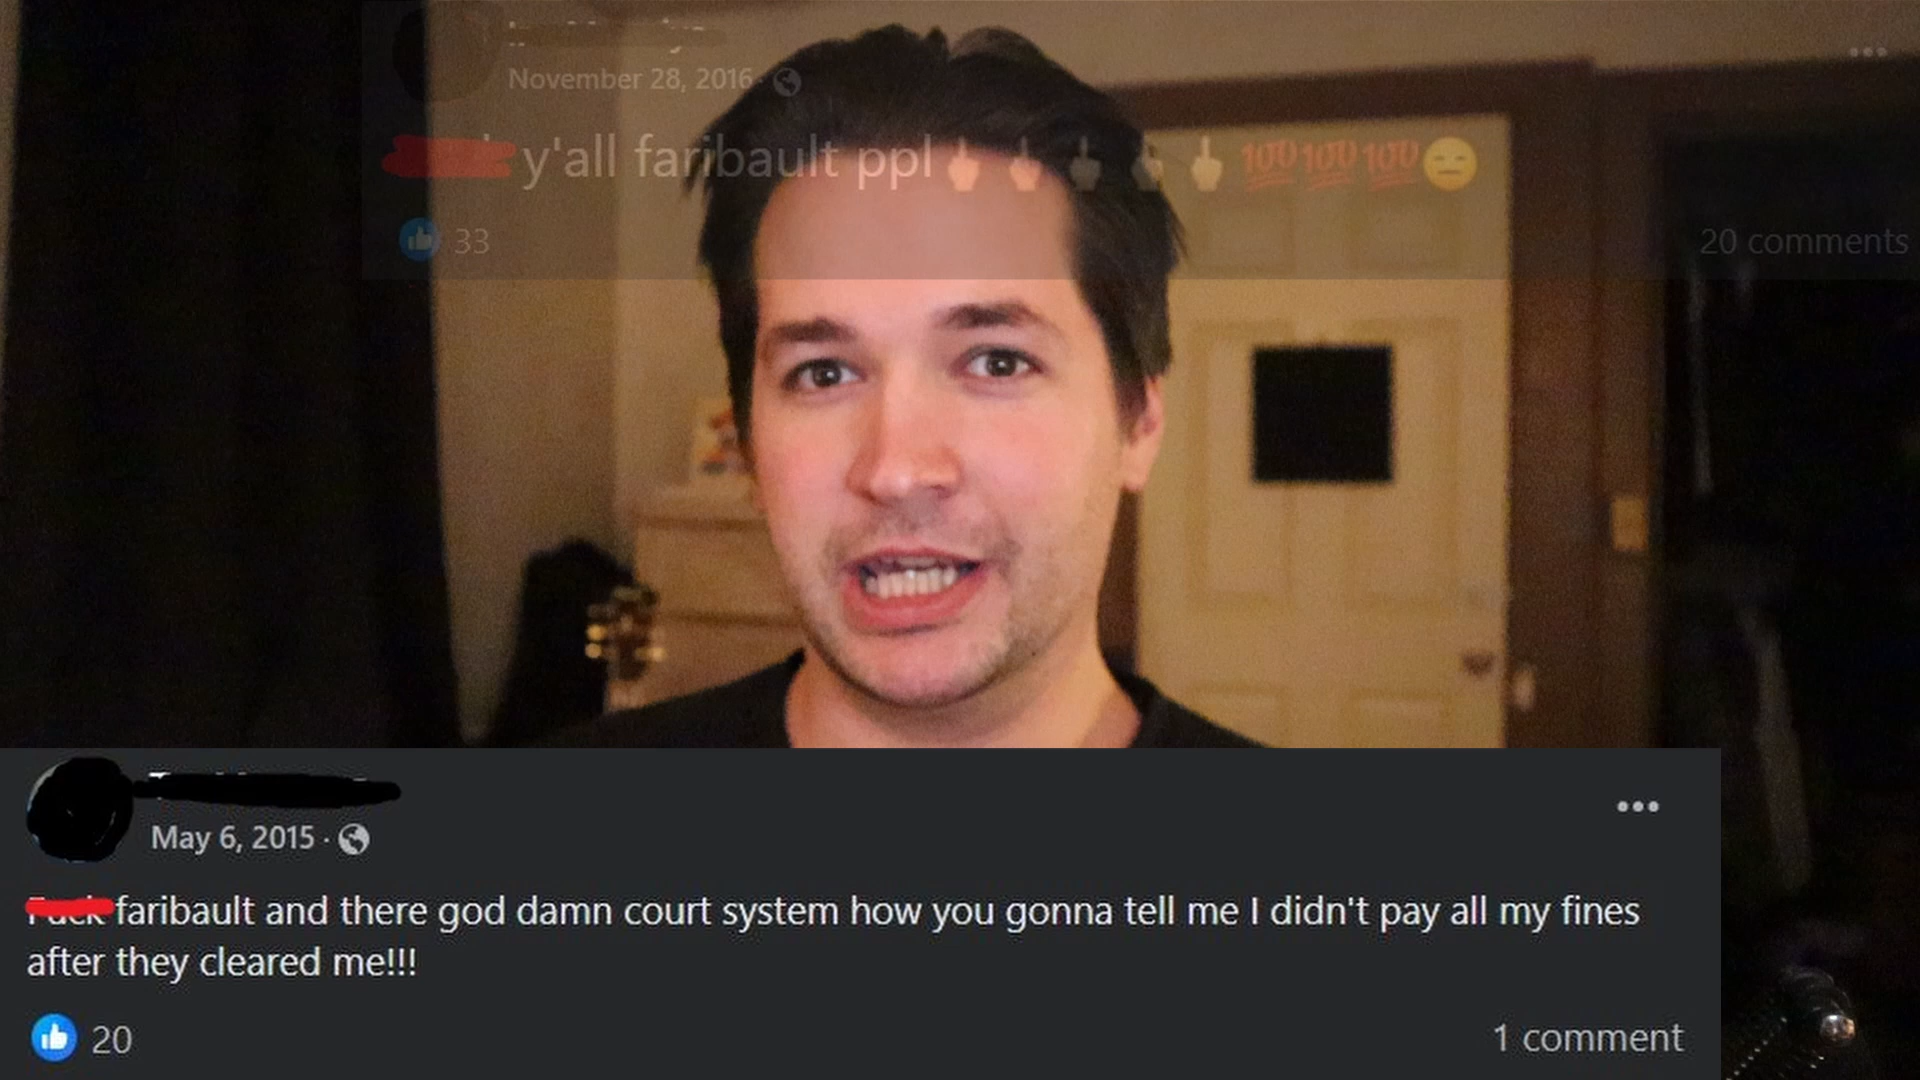 November 28, 2016 ·
y'all faribault ppl🖕🖕🖕🖕🖕💯💯💯😑
33
20 comments
May 6, 2015 ·
Fuck faribault and there god damn court system how you gonna tell me I didn't pay all my fines
after they cleared me!!!
20
1 comment